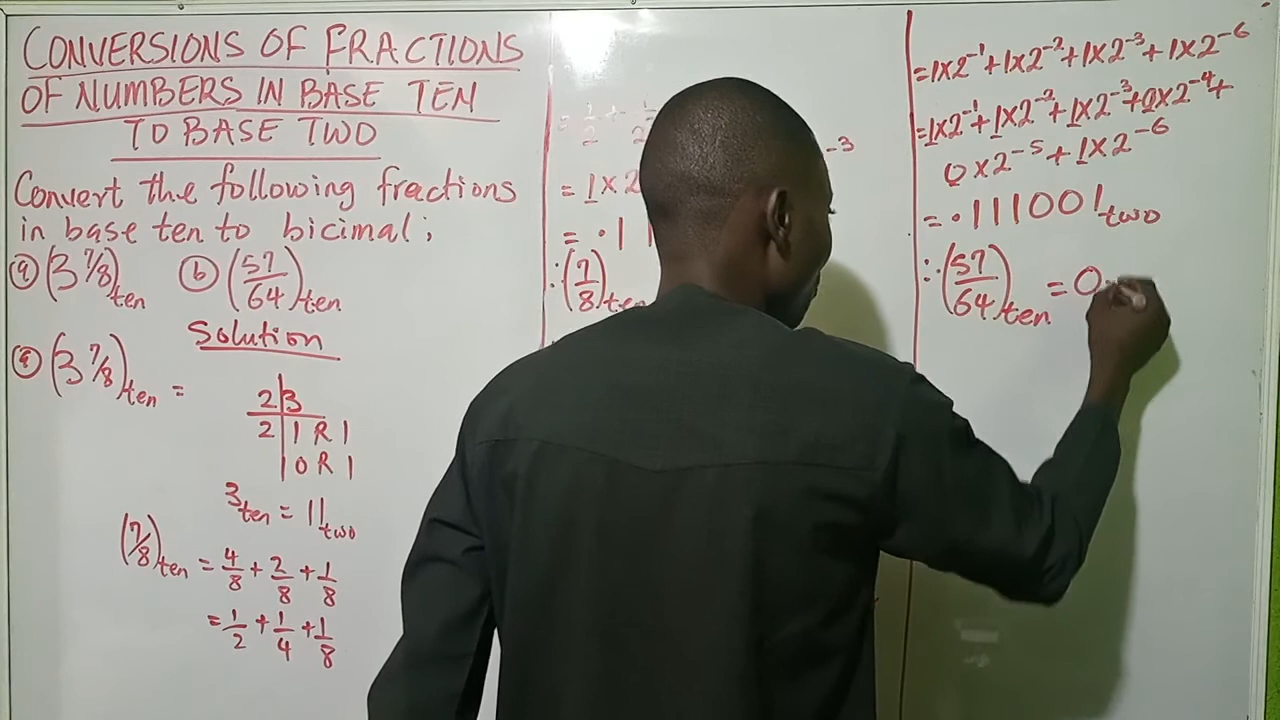 CONVERSIONS OF FRACTIONS
OF NUMBERS IN BASE TEN
TO BASE TWO
Convert the following fractions
in base ten to bicimal;
ⓐ (3 7/8)ten ⓑ (57/64)ten
Solution
ⓐ (3 7/8)ten =
2 | 3
2 | 1 R 1
| 0 R 1
3ten = 11two
(7/8)ten = 4/8 + 2/8 + 1/8
= 1/2 + 1/4 + 1/8
= 1/2 +
-3
= 1×2
= .11
∴ (7/8)ten
= 1×2⁻¹ + 1×2⁻² + 1×2⁻³ + 1×2⁻⁶
= 1×2⁻¹ + 1×2⁻² + 1×2⁻³ + 0×2⁻⁴ +
0×2⁻⁵ + 1×2⁻⁶
= .111001two
∴ (57/64)ten = 0.